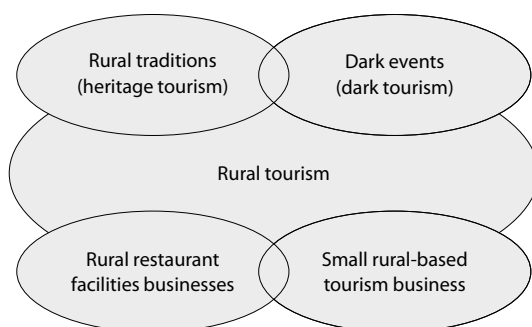 Rural traditions
(heritage tourism)
Dark events
(dark tourism)
Rural tourism
Rural restaurant
facilities businesses
Small rural-based
tourism business